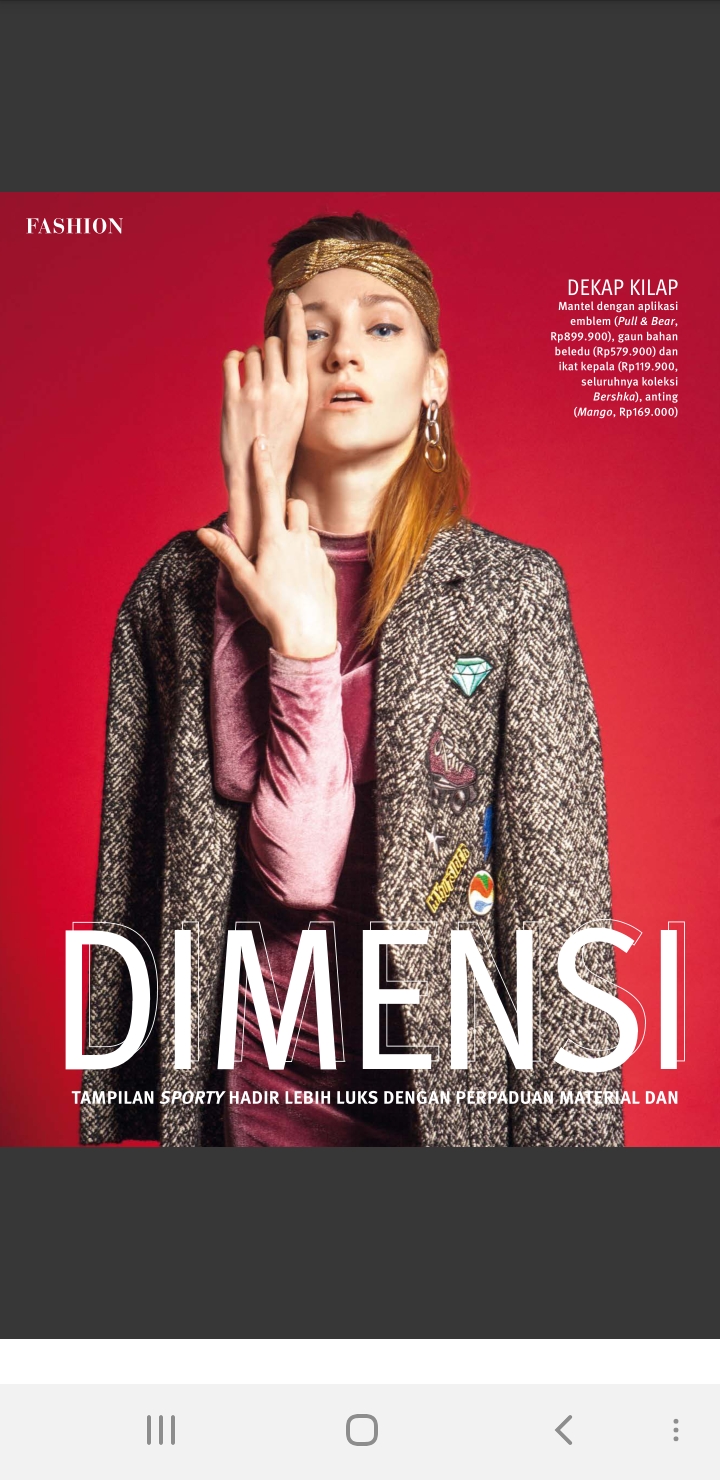 FASHION
DEKAP KILAP
Mantel dengan aplikasi
emblem (Pull & Bear,
Rp899.900), gaun bahan
beledu (Rp579.900) dan
ikat kepala (Rp119.900,
seluruhnya koleksi
Bershka), anting
(Mango, Rp169.000)
DIMENSI
TAMPILAN SPORTY HADIR LEBIH LUKS DENGAN PERPADUAN MATERIAL DAN